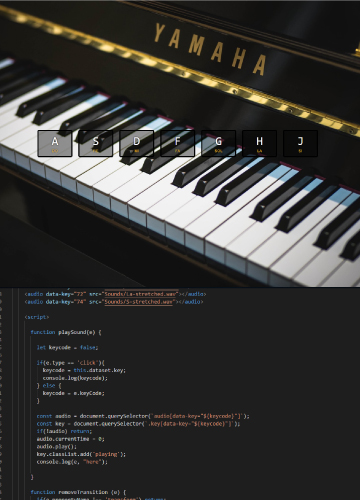 YAMAHA
A S D F G H J
<audio data-key="72" src="Sounds/La-stretched.wav"></audio>
<audio data-key="74" src="Sounds/S-stretched.wav"></audio>
<script>
function playSound(e) {
let keycode = false;
if(e.type == 'click'){
keycode = this.dataset.key;
console.log(keycode);
} else {
keycode = e.keyCode;
}
const audio = document.querySelector(`audio[data-key="${keycode}"]`);
const key = document.querySelector(`.key[data-key="${keycode}"]`);
if(!audio) return;
audio.currentTime = 0;
audio.play();
key.classList.add('playing');
console.log(e, "here");
}
function removeTransition (e) {